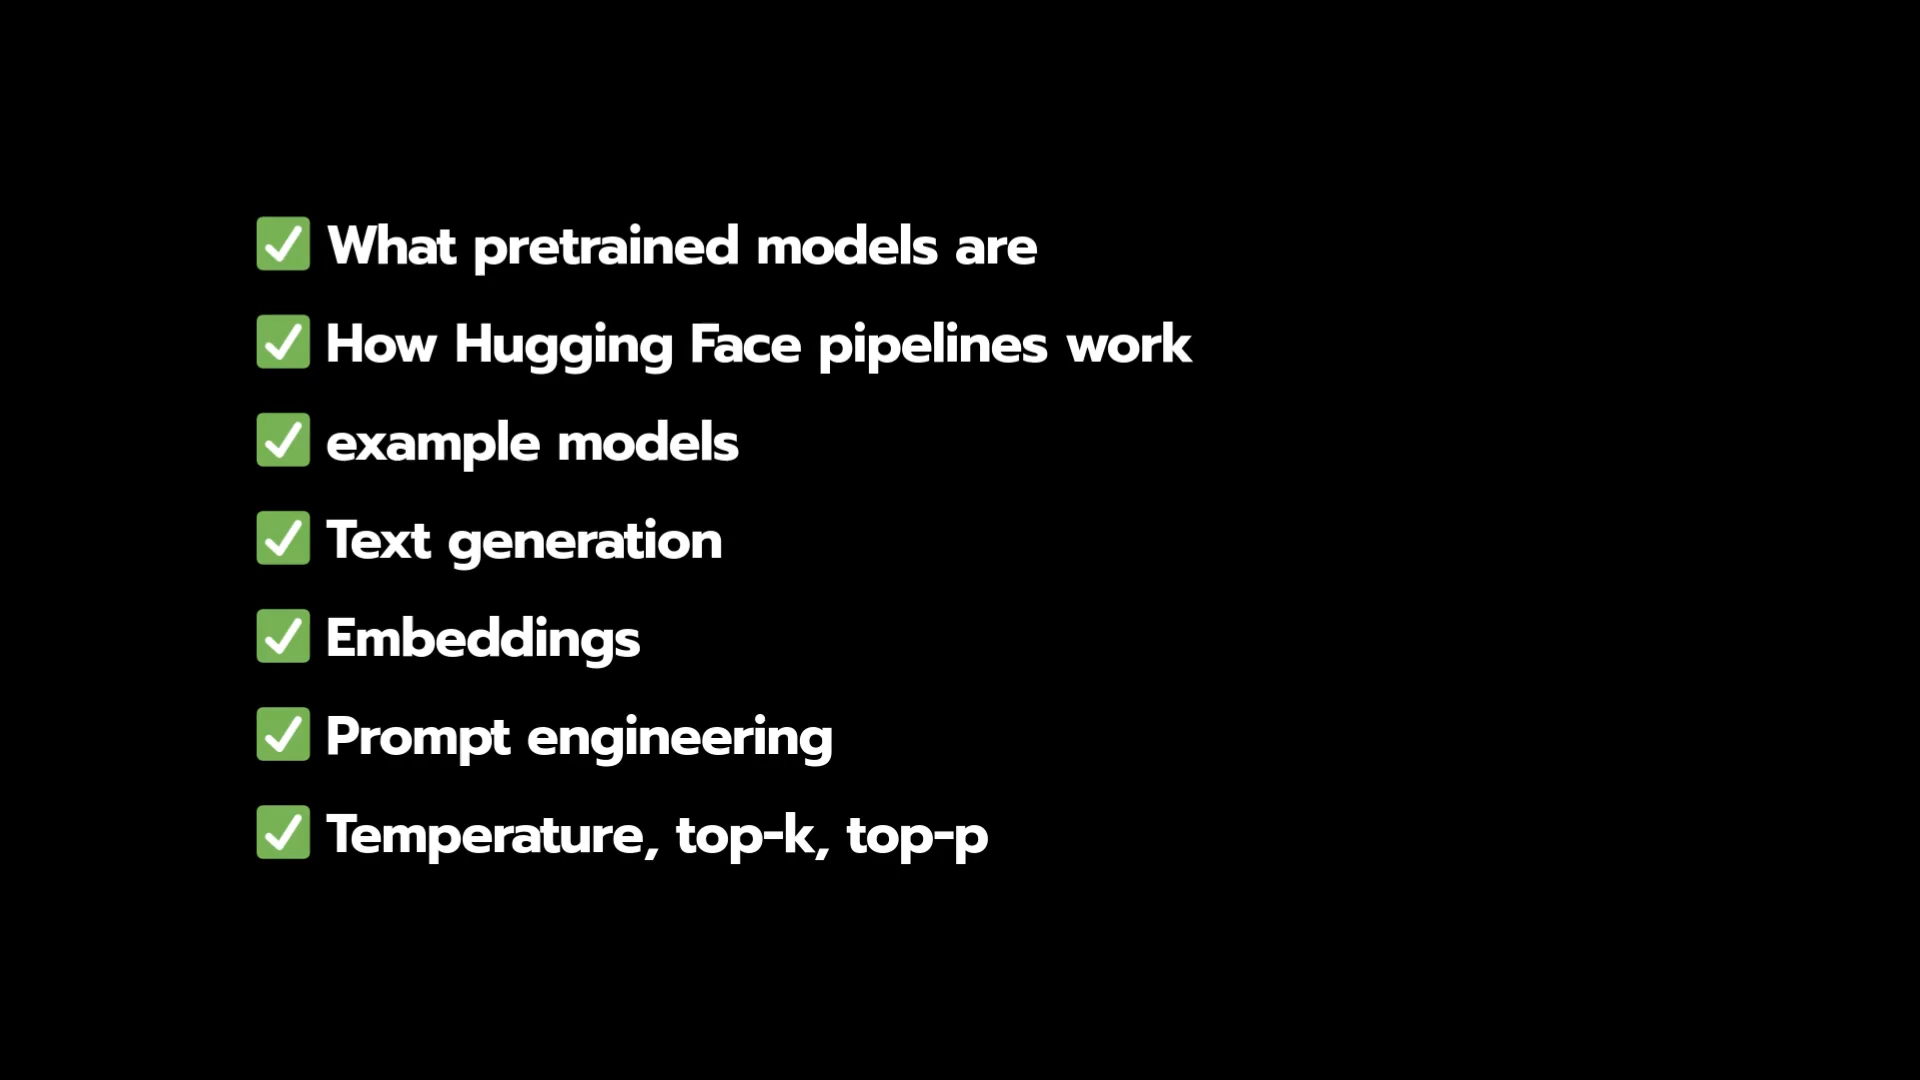 ✅ What pretrained models are
✅ How Hugging Face pipelines work
✅ example models
✅ Text generation
✅ Embeddings
✅ Prompt engineering
✅ Temperature, top-k, top-p